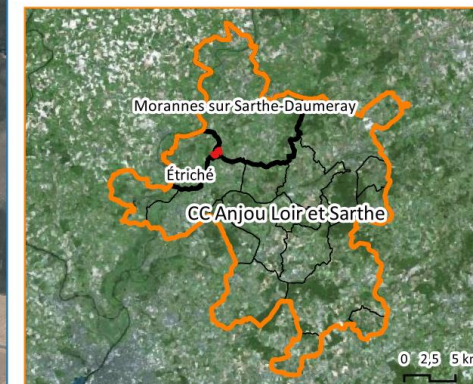 Morannes sur Sarthe-Daumeray
Étriché
CC Anjou Loir et Sarthe
0 2,5 5 km